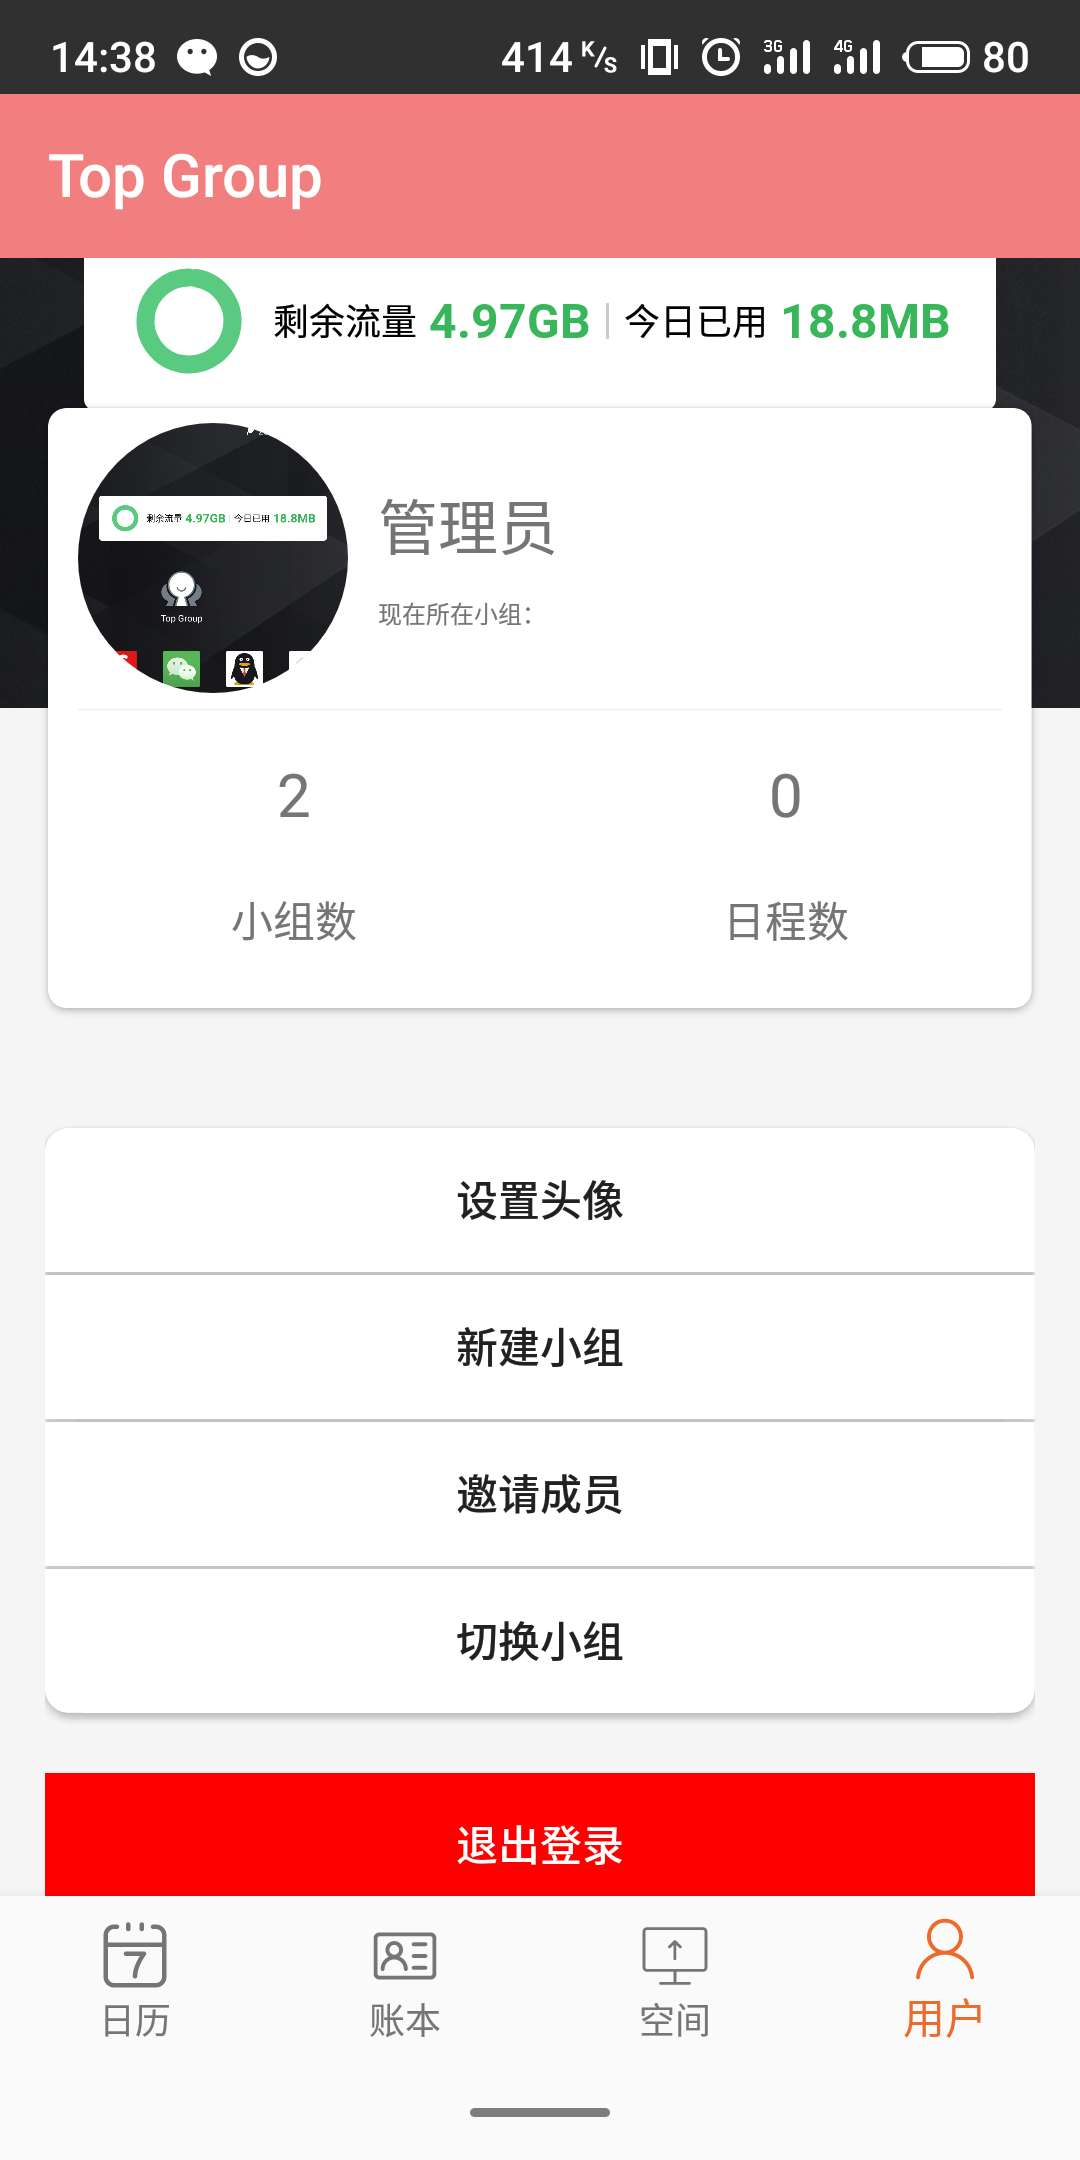 14:38 414 K/s 3G 4G 80
Top Group
剩余流量 4.97GB 今日已用 18.8MB
剩余流量 4.97GB 今日已用 18.8MB
Top Group
管理员
现在所在小组:
2 0
小组数 日程数
设置头像
新建小组
邀请成员
切换小组
退出登录
7
日历 账本 空间 用户